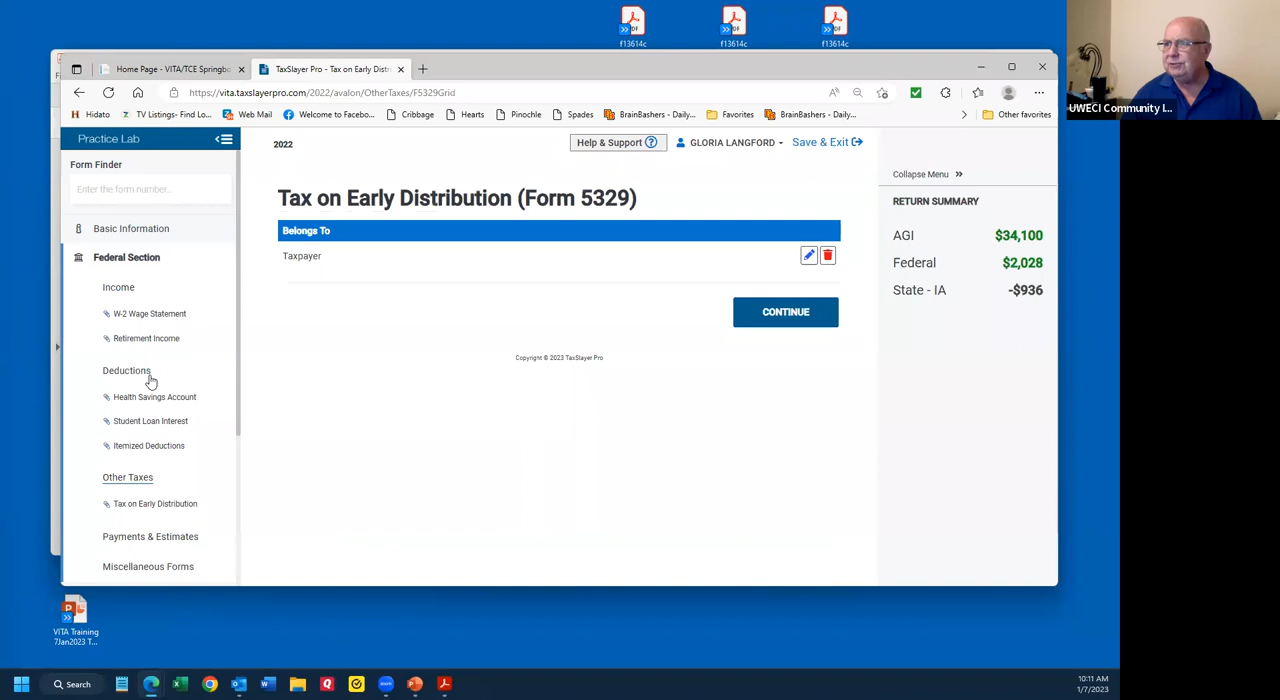 f13614c
f13614c
f13614c
UWECI Community I...
Home Page - VITA/TCE Springbo
TaxSlayer Pro - Tax on Early Distri
https://vita.taxslayerpro.com/2022/avalon/OtherTaxes/F5329Grid
Hidato
TV Listings- Find Lo...
Web Mail
Welcome to Facebo...
Cribbage
Hearts
Pinochle
Spades
BrainBashers - Daily...
Favorites
BrainBashers - Daily...
Other favorites
Practice Lab
2022
Help & Support
GLORIA LANGFORD
Save & Exit
Form Finder
Enter the form number...
Basic Information
Federal Section
Income
W-2 Wage Statement
Retirement Income
Deductions
Health Savings Account
Student Loan Interest
Itemized Deductions
Other Taxes
Tax on Early Distribution
Payments & Estimates
Miscellaneous Forms
Tax on Early Distribution (Form 5329)
Belongs To
Taxpayer
CONTINUE
Copyright © 2023 TaxSlayer Pro
Collapse Menu »
RETURN SUMMARY
AGI $34,100
Federal $2,028
State - IA -$936
VITA Training
7Jan2023 T...
Search
10:11 AM
1/7/2023